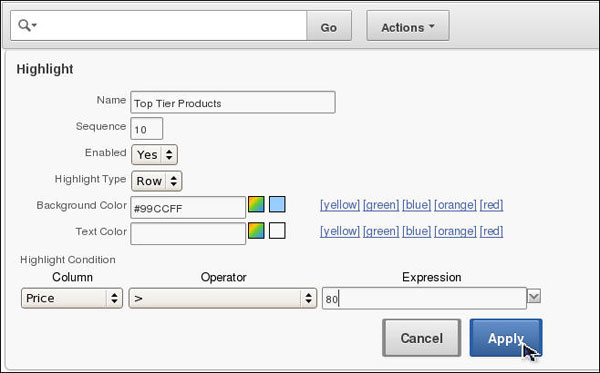 Go Actions
Highlight
Name Top Tier Products
Sequence 10
Enabled Yes
Highlight Type Row
Background Color #99CCFF [yellow] [green] [blue] [orange] [red]
Text Color [yellow] [green] [blue] [orange] [red]
Highlight Condition
Column Operator Expression
Price > 80
Cancel Apply